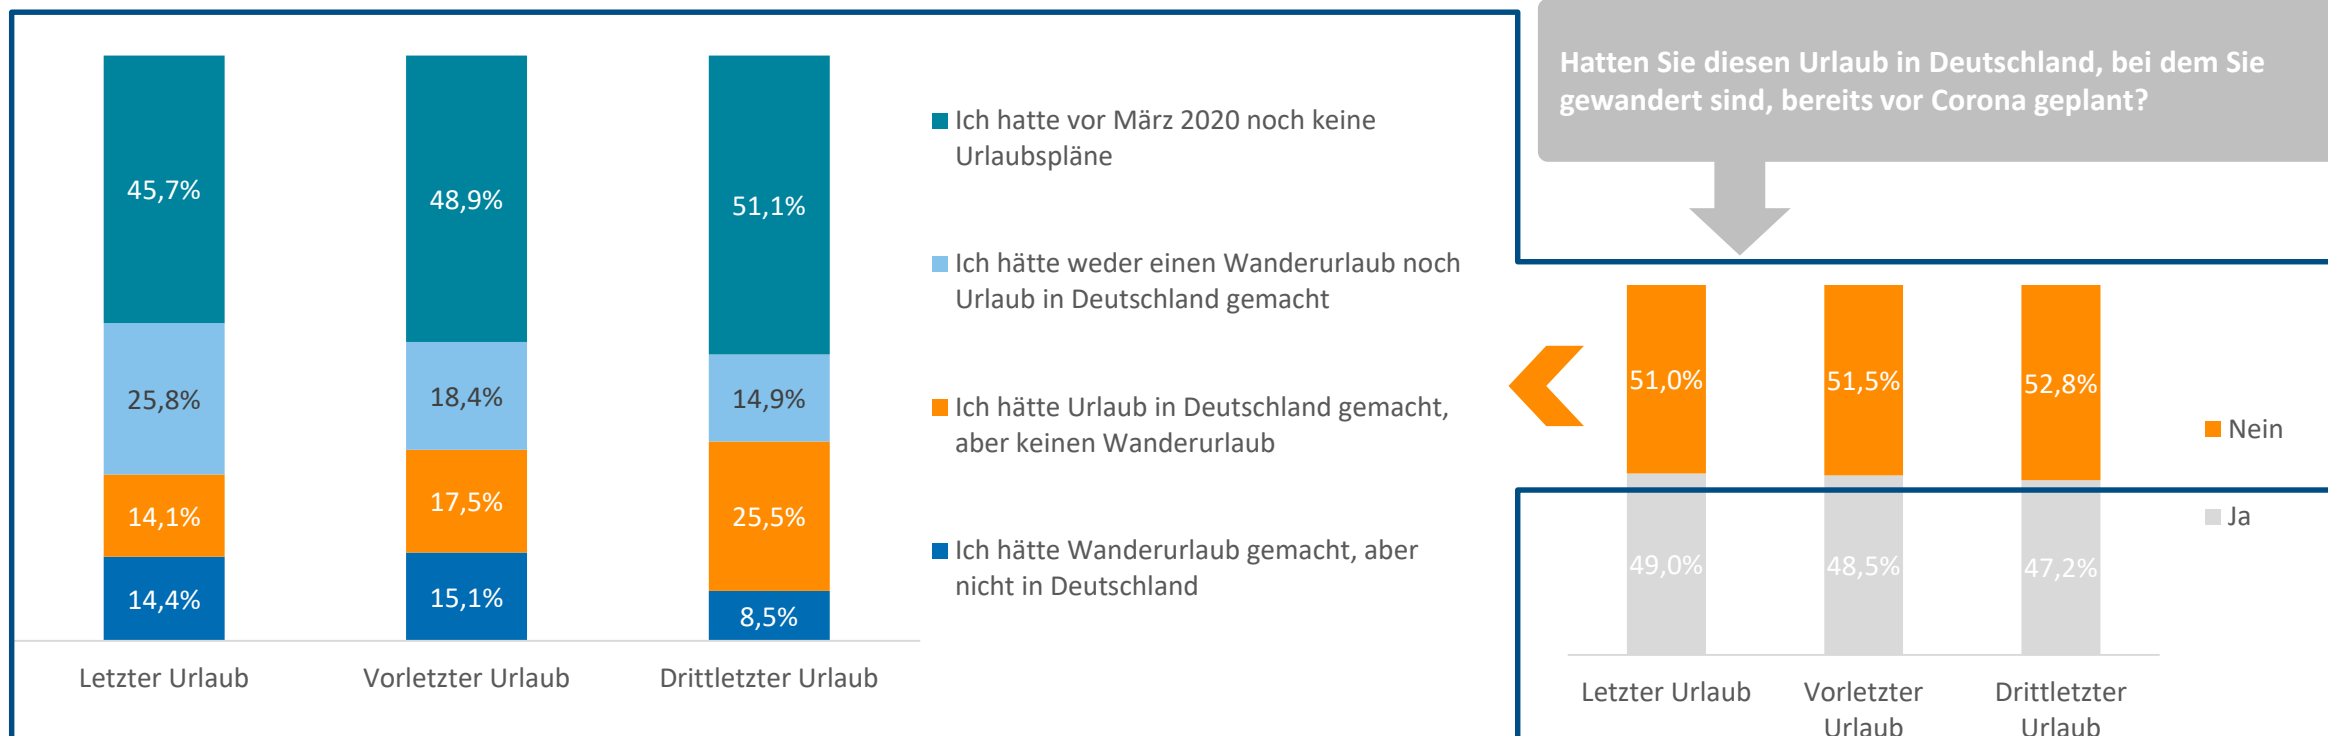 Hatten Sie diesen Urlaub in Deutschland, bei dem Sie
gewandert sind, bereits vor Corona geplant?
45,7%
48,9%
51,1%
25,8%
18,4%
14,9%
14,1%
17,5%
25,5%
14,4%
15,1%
8,5%
Letzter Urlaub
Vorletzter Urlaub
Drittletzter Urlaub
Ich hatte vor März 2020 noch keine
Urlaubspläne
Ich hätte weder einen Wanderurlaub noch
Urlaub in Deutschland gemacht
Ich hätte Urlaub in Deutschland gemacht,
aber keinen Wanderurlaub
Ich hätte Wanderurlaub gemacht, aber
nicht in Deutschland
51,0%
51,5%
52,8%
49,0%
48,5%
47,2%
Letzter Urlaub
Vorletzter
Urlaub
Drittletzter
Urlaub
Nein
Ja